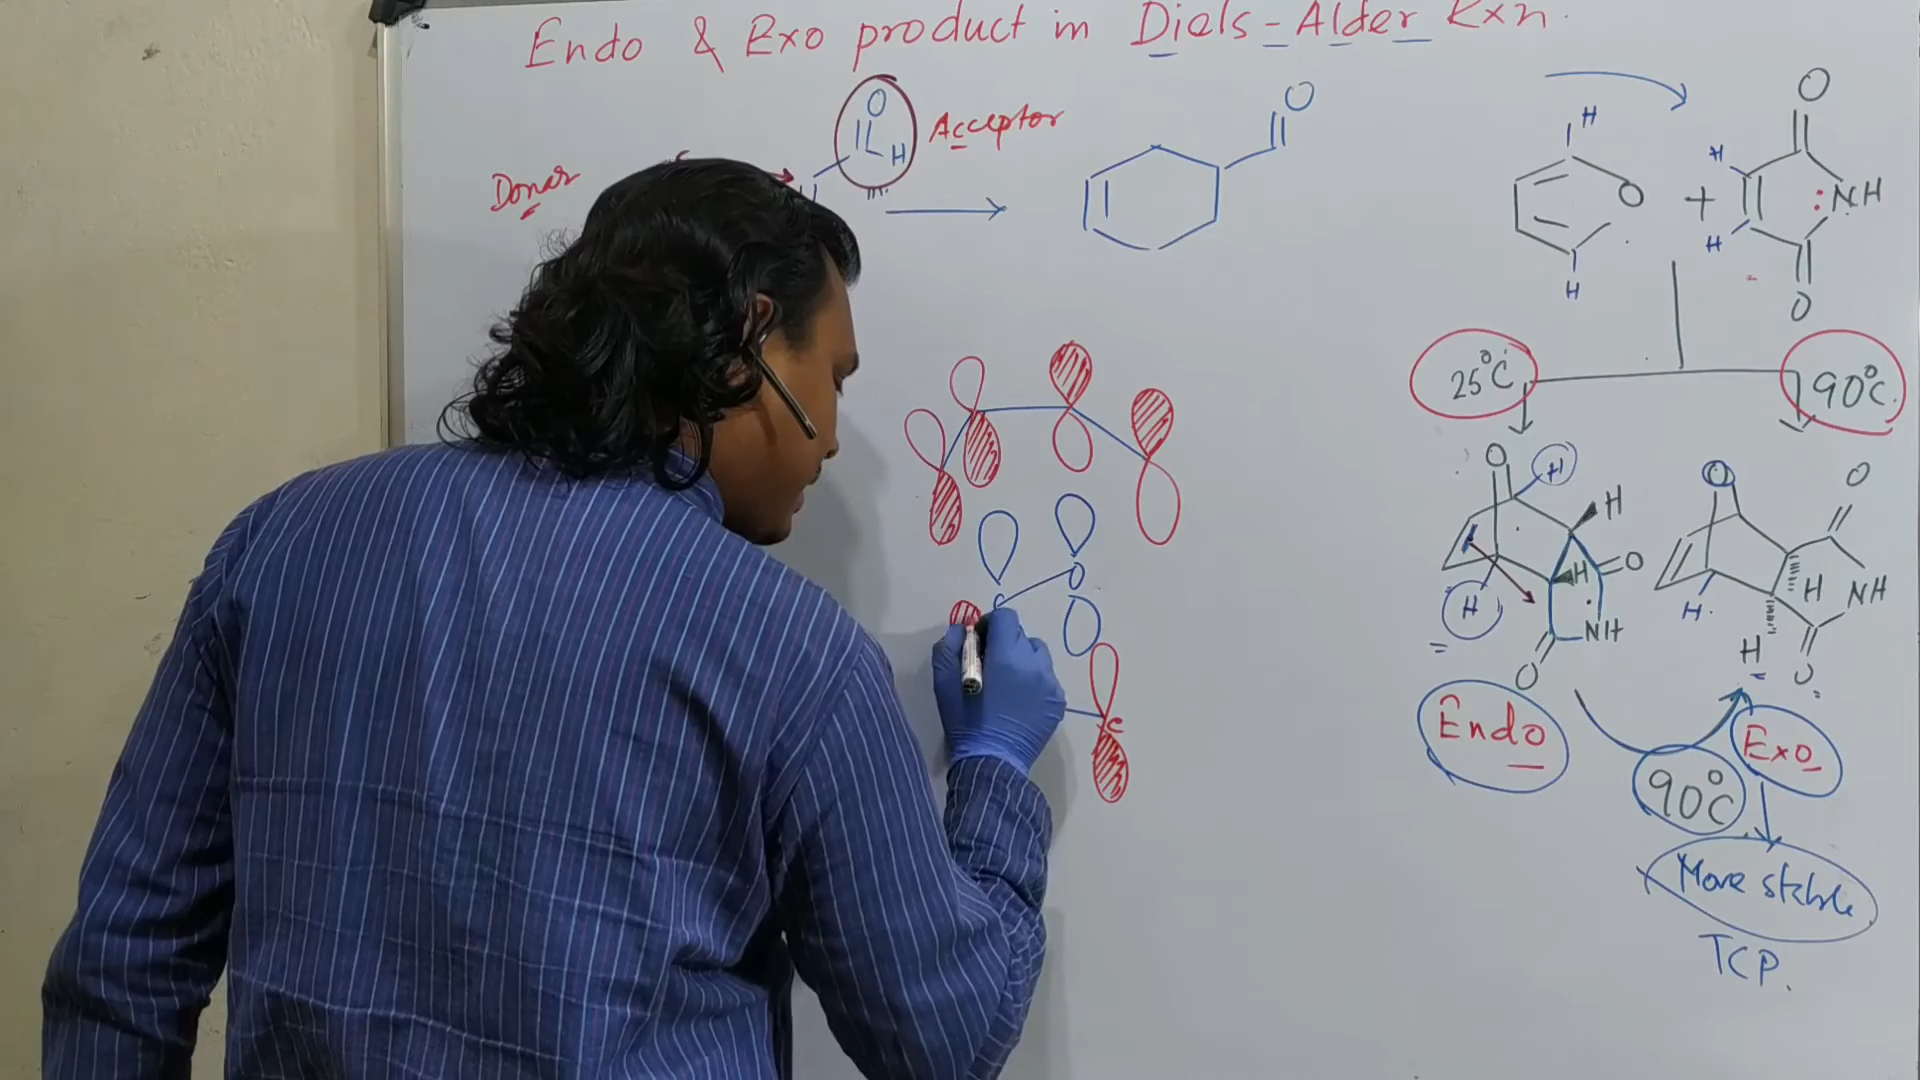 Endo & Exo product in Diels-Alder Rxn.
Donar
O
H
Acceptor
O
H
O
H
O
+
H
NH
H
H
O
25°C
90°C.
O
H
H
H
O
H
NH
O
O
O
H
H
NH
H
O
O
C
C
Endo
Exo
90°C
More stable
TCP.